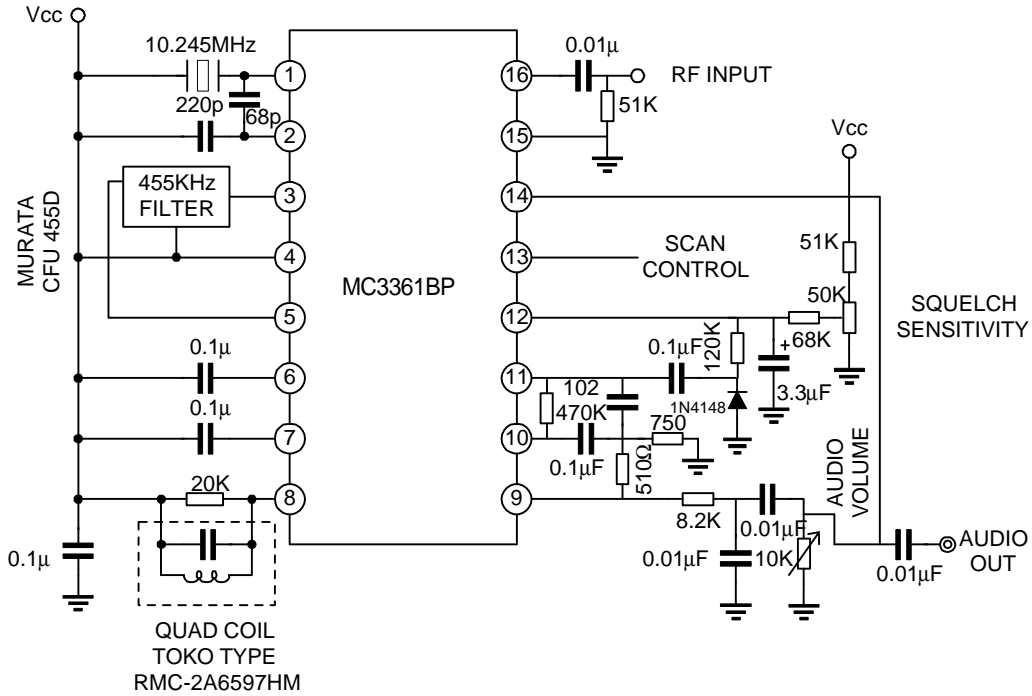 Vcc
10.245MHz
220p
68p
1
2
3
4
5
6
7
8
455KHz
FILTER
MURATA
CFU 455D
0.1μ
0.1μ
20K
0.1μ
QUAD COIL
TOKO TYPE
RMC-2A6597HM
MC3361BP
16
15
14
13
12
11
10
9
0.01μ
RF INPUT
51K
Vcc
SCAN
CONTROL
51K
50K
SQUELCH
SENSITIVITY
120K
+
68K
3.3μF
0.1μF
102
470K
1N4148
750
0.1μF
510Ω
8.2K
0.01μF
0.01μF
10K
AUDIO
VOLUME
0.01μF
AUDIO
OUT